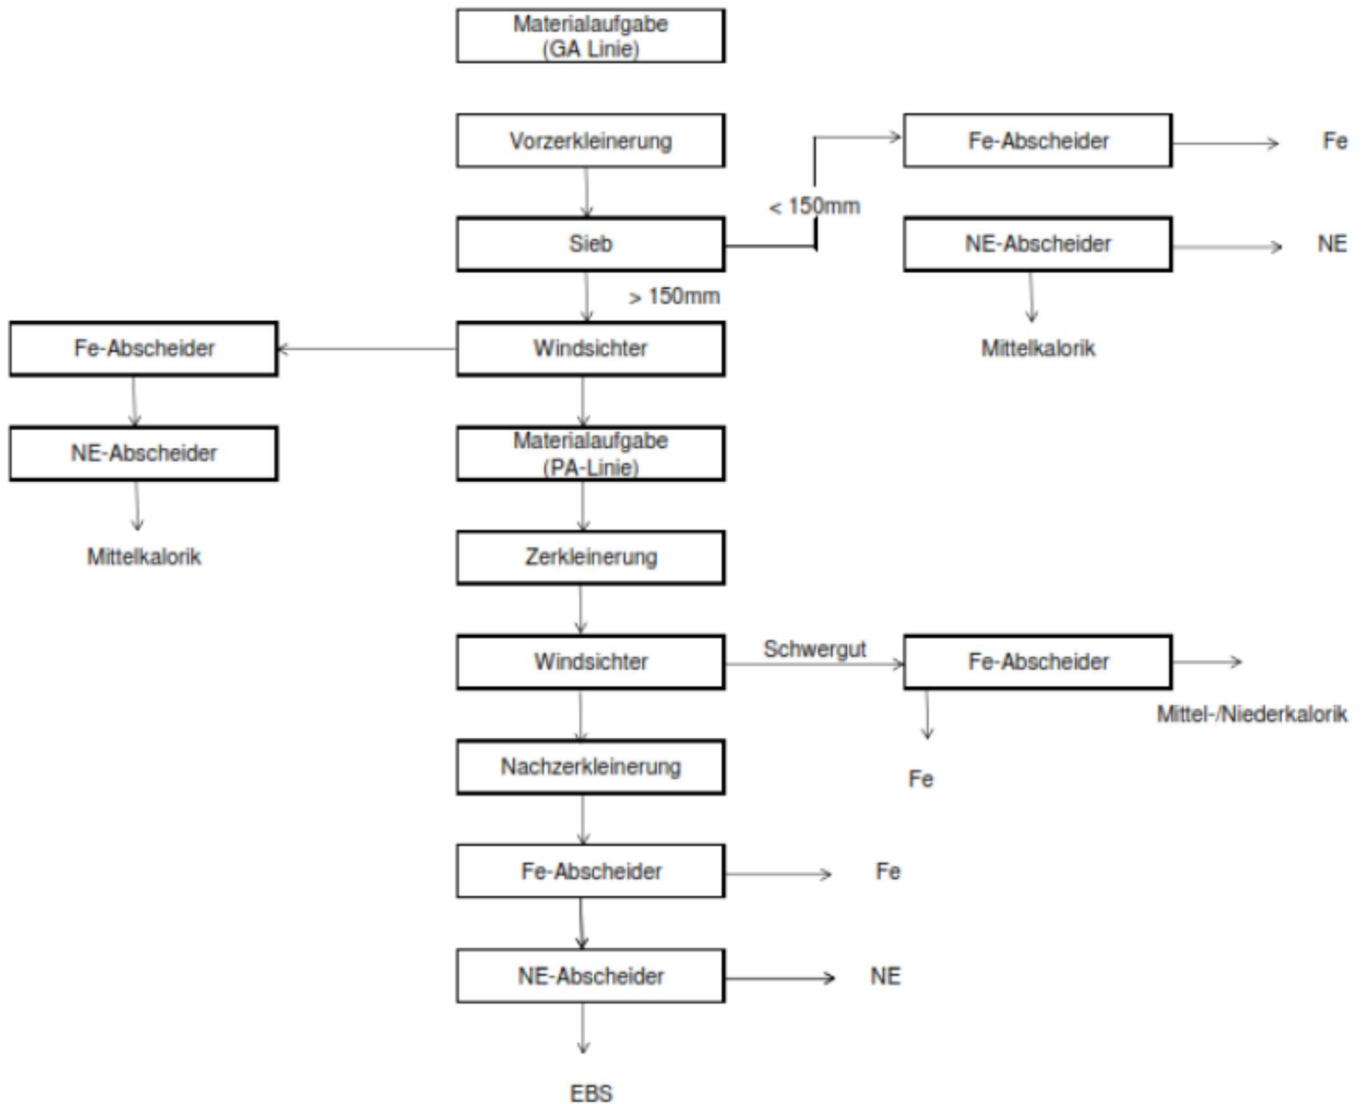 Materialaufgabe
(GA Linie)
Vorzerkleinerung
Fe-Abscheider
Fe
< 150mm
Sieb
NE-Abscheider
NE
> 150mm
Fe-Abscheider
Windsichter
Mittelkalorik
NE-Abscheider
Materialaufgabe
(PA-Linie)
Mittelkalorik
Zerkleinerung
Windsichter
Schwergut
Fe-Abscheider
Mittel-/Niederkalorik
Nachzerkleinerung
Fe
Fe-Abscheider
Fe
NE-Abscheider
NE
EBS